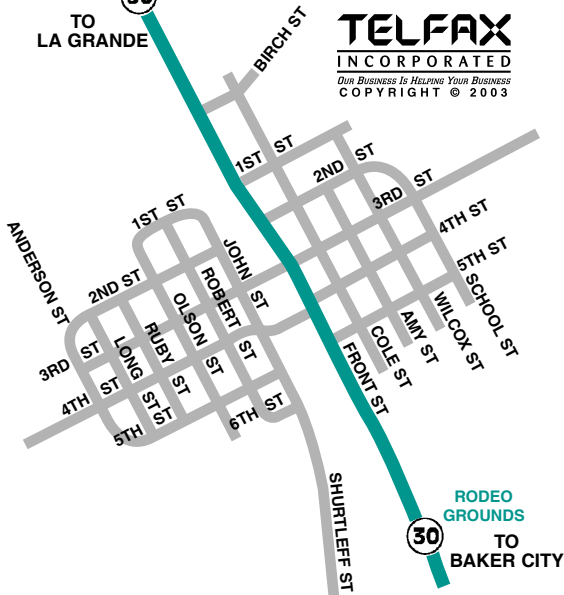 30
TO
LA GRANDE
TELFAX
INCORPORATED
OUR BUSINESS IS HELPING YOUR BUSINESS
COPYRIGHT © 2003
BIRCH ST
1ST ST
2ND ST
3RD ST
4TH ST
5TH ST
1ST ST
ANDERSON ST
2ND ST
JOHN ST
ROBERT ST
OLSON ST
RUBY ST
LONG ST
3RD ST
4TH ST
5TH ST
6TH ST
SCHOOL ST
WILCOX ST
AMY ST
COLE ST
FRONT ST
SHURTLEFF ST
RODEO
GROUNDS
30
TO
BAKER CITY